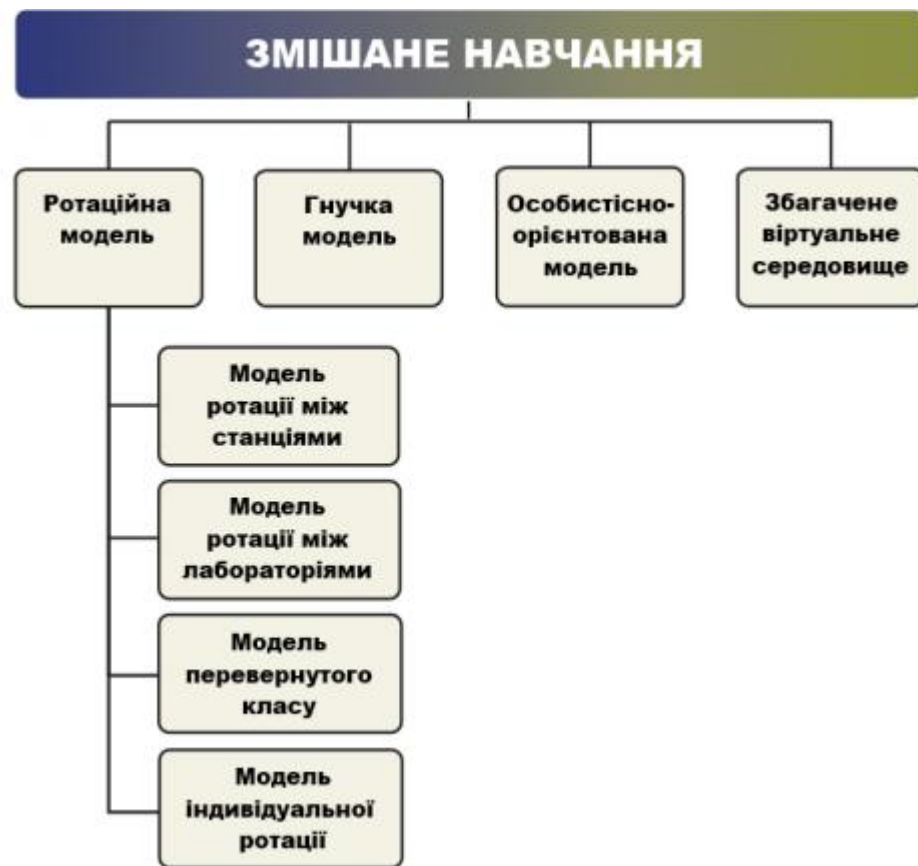 ЗМІШАНЕ НАВЧАННЯ
Ротаційна
модель
Гнучка
модель
Особистісно-
орієнтована
модель
Збагачене
віртуальне
середовище
Модель
ротації між
станціями
Модель
ротації між
лабораторіями
Модель
перевернутого
класу
Модель
індивідуальної
ротації